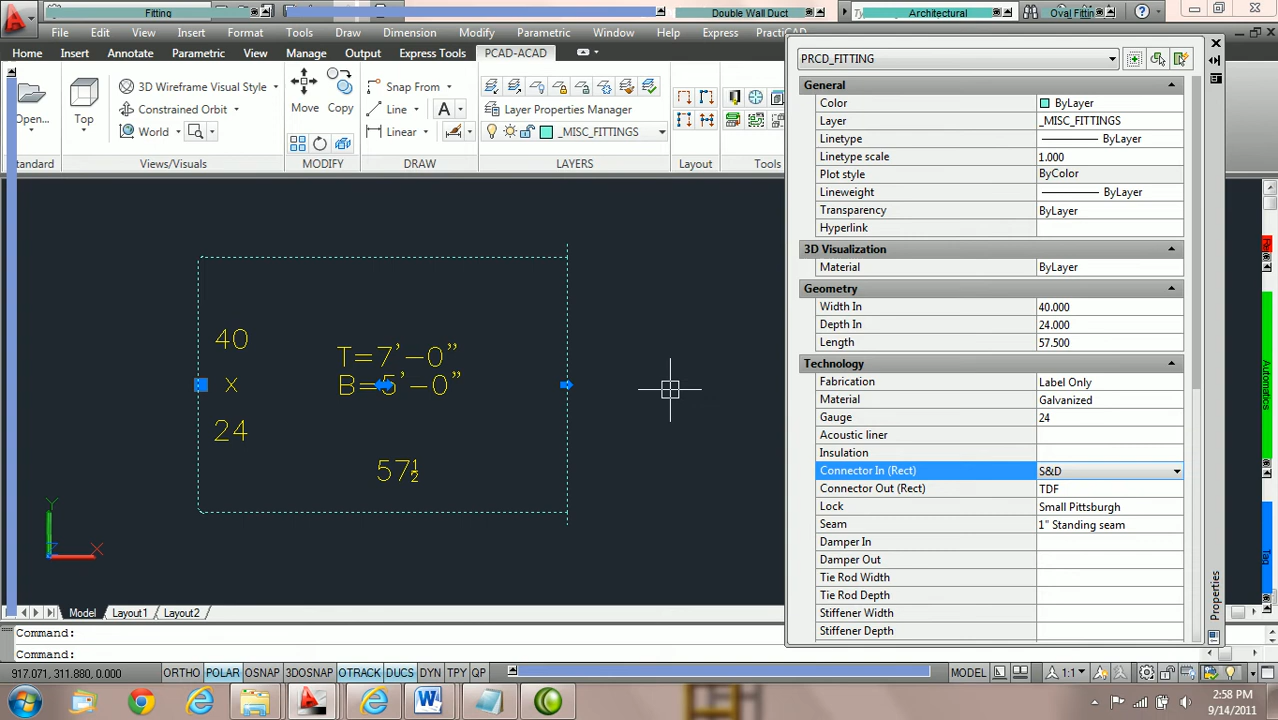 Fitting
Double Wall Duct
Architectural
Oval Fittin
File Edit View Insert Format Tools Draw Dimension Modify Parametric Window Help Express
Home Insert Annotate Parametric View Manage Output Express Tools PCAD-ACAD
Open...
Top
3D Wireframe Visual Style
Constrained Orbit
World
Move
Copy
Snap From
Line
A
Linear
Layer Properties Manager
_MISC_FITTINGS
tandard
Views/Visuals
MODIFY
DRAW
LAYERS
Layout
Tools
40
x
24
T=7'-0"
B=5'-0"
57½
Y
X
Z
PRCD_FITTING
General
Color ByLayer
Layer _MISC_FITTINGS
Linetype ByLayer
Linetype scale 1.000
Plot style ByColor
Lineweight ByLayer
Transparency ByLayer
Hyperlink
3D Visualization
Material ByLayer
Geometry
Width In 40.000
Depth In 24.000
Length 57.500
Technology
Fabrication Label Only
Material Galvanized
Gauge 24
Acoustic liner
Insulation
Connector In (Rect) S&D
Connector Out (Rect) TDF
Lock Small Pittsburgh
Seam 1" Standing seam
Damper In
Damper Out
Tie Rod Width
Tie Rod Depth
Stiffener Width
Stiffener Depth
Properties
Automatics
Tag
Model Layout1 Layout2
Command:
Command:
917.071, 311.880, 0.000
ORTHO POLAR OSNAP 3DOSNAP OTRACK DUCS DYN TPY QP
MODEL
1:1
2:58 PM
9/14/2011